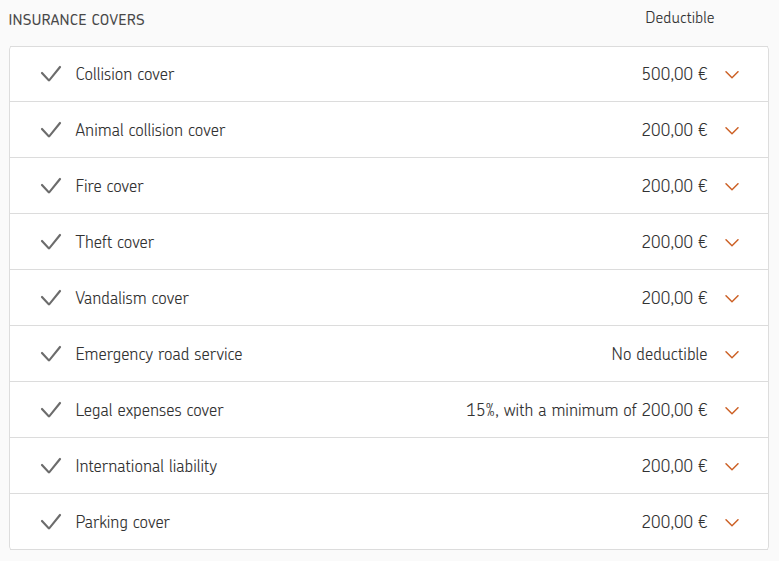 INSURANCE COVERS Deductible
Collision cover 500,00 €
Animal collision cover 200,00 €
Fire cover 200,00 €
Theft cover 200,00 €
Vandalism cover 200,00 €
Emergency road service No deductible
Legal expenses cover 15%, with a minimum of 200,00 €
International liability 200,00 €
Parking cover 200,00 €